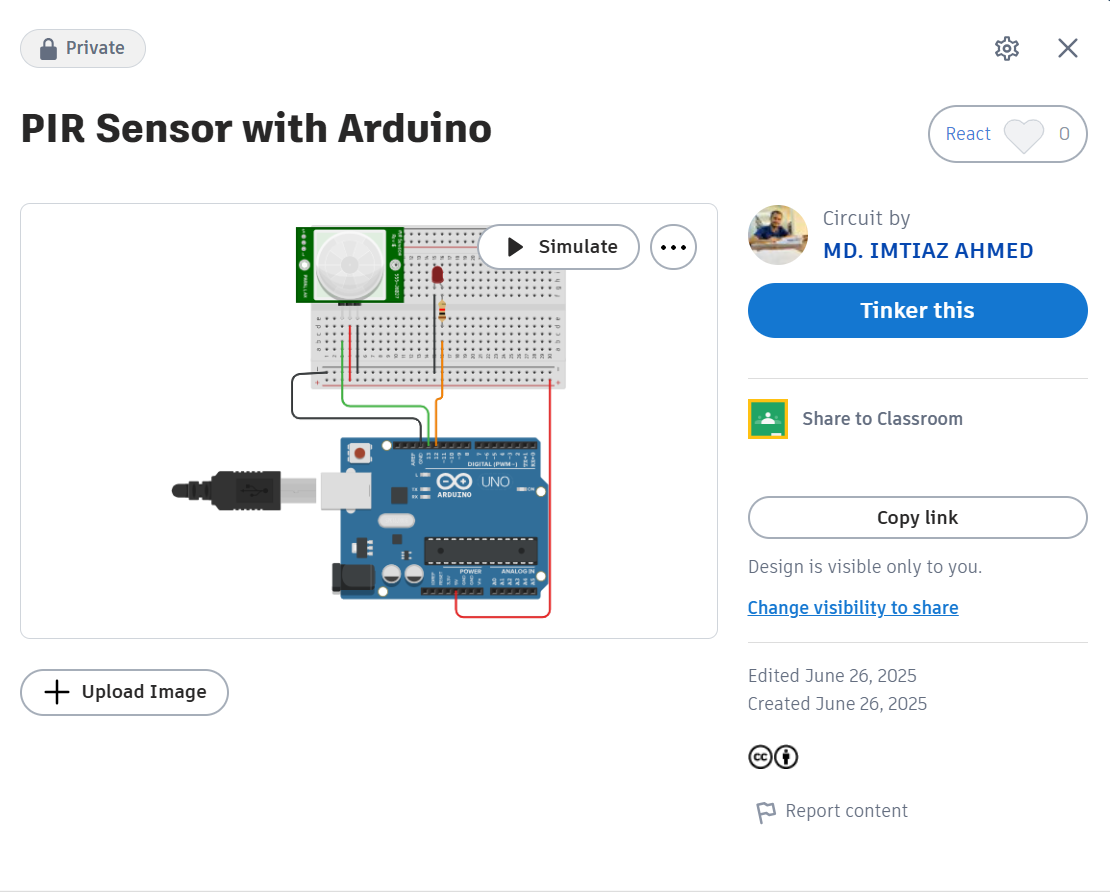 Private
PIR Sensor with Arduino
React 0
Simulate
Circuit by
MD. IMTIAZ AHMED
Tinker this
Share to Classroom
DIGITAL (PWM~)
UNO
ARDUINO
POWER
ANALOG IN
Copy link
Design is visible only to you.
Change visibility to share
Upload Image
Edited June 26, 2025
Created June 26, 2025
cc
Report content